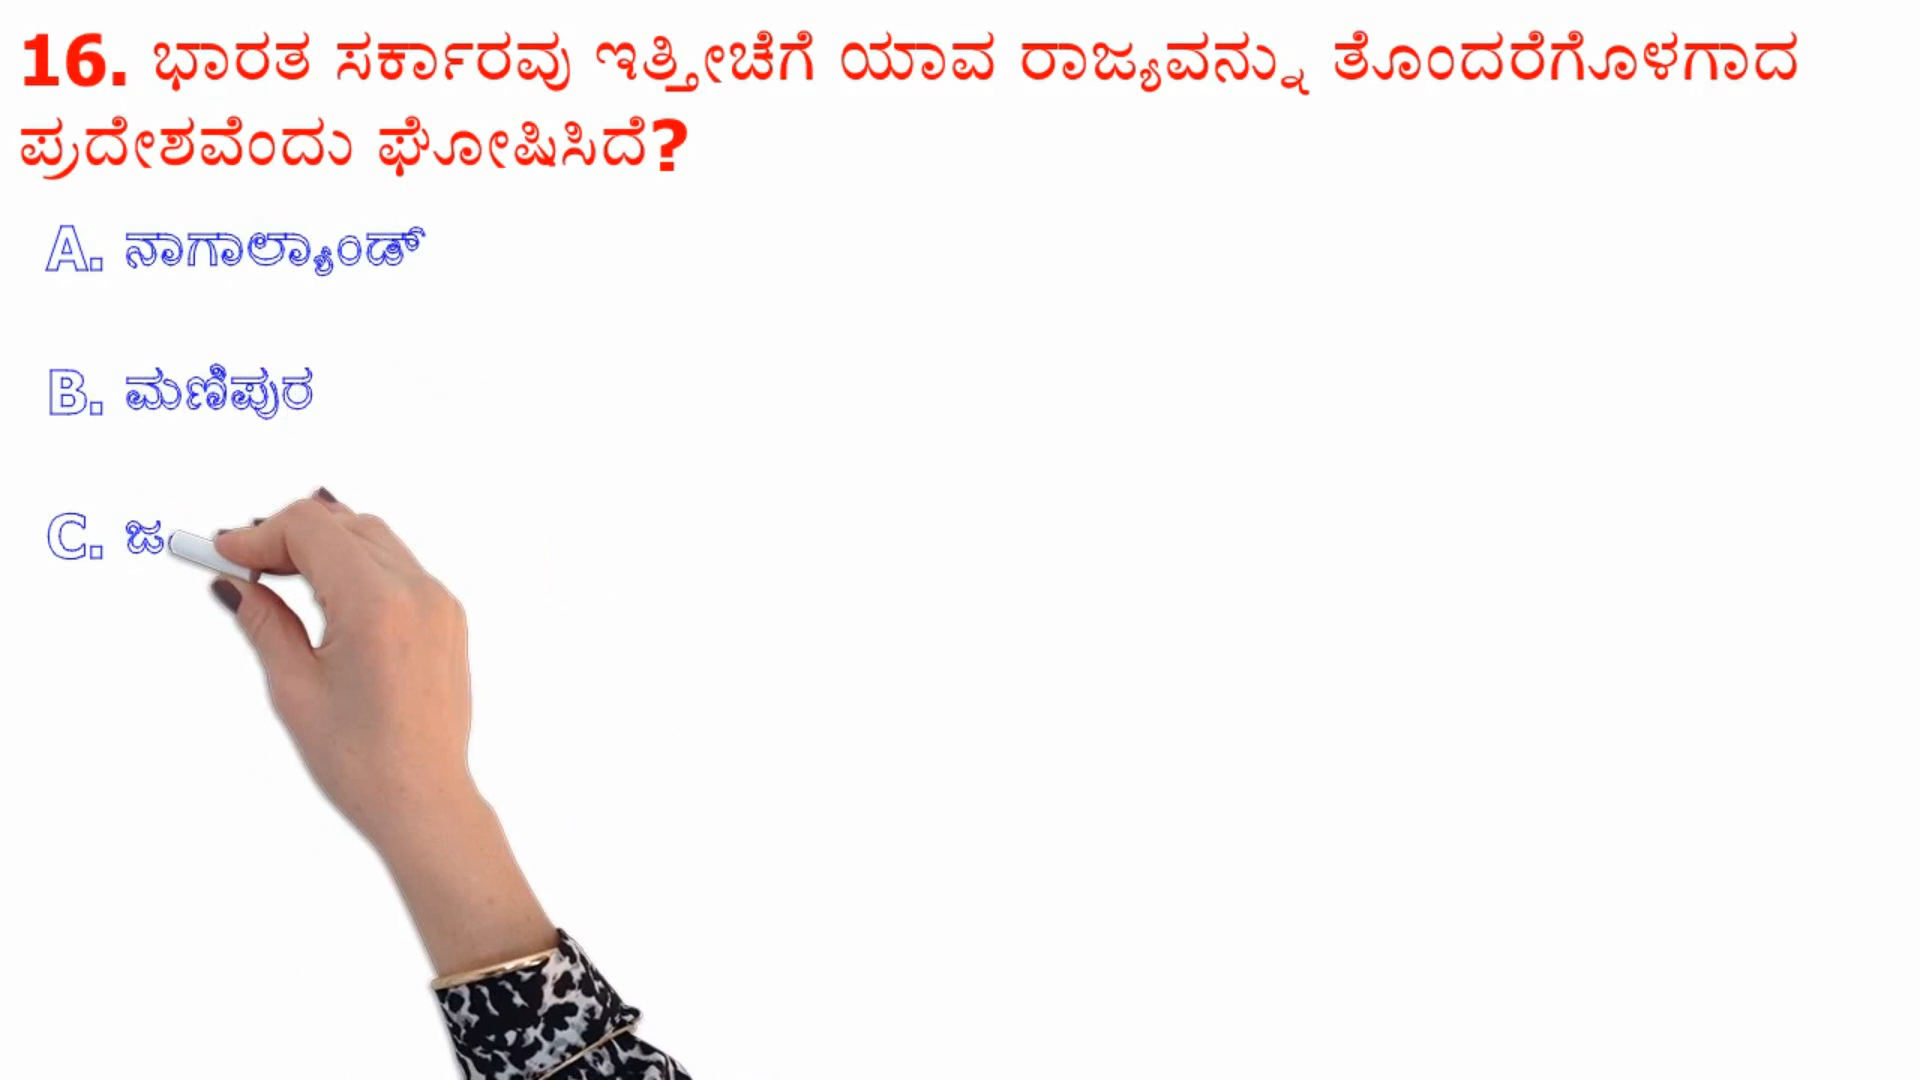 16. ಭಾರತ ಸರ್ಕಾರವು ಇತ್ತೀಚೆಗೆ ಯಾವ ರಾಜ್ಯವನ್ನು ತೊಂದರೆಗೊಳಗಾದ
ಪ್ರದೇಶವೆಂದು ಘೋಷಿಸಿದೆ?
A. ನಾಗಾಲ್ಯಾಂಡ್
B. ಮಣಿಪುರ
C.